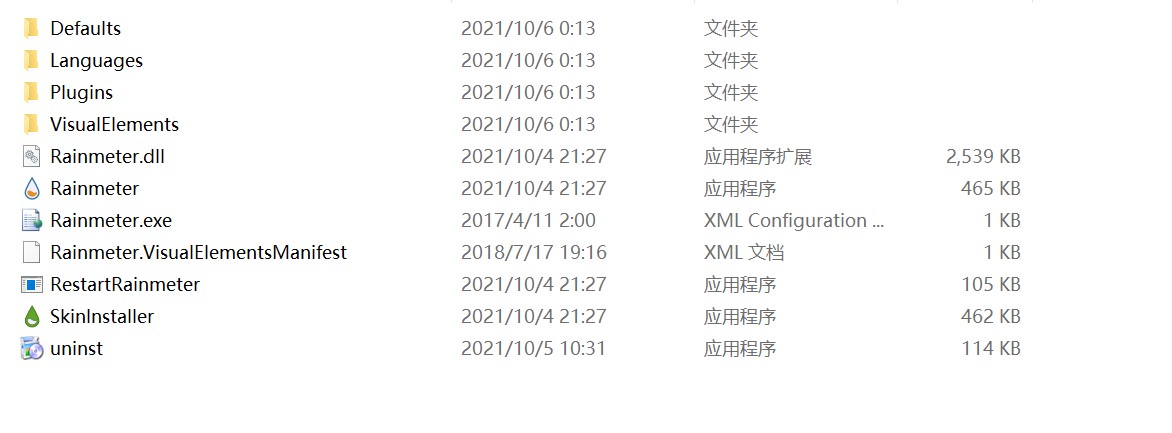 Defaults 2021/10/6 0:13 文件夹
Languages 2021/10/6 0:13 文件夹
Plugins 2021/10/6 0:13 文件夹
VisualElements 2021/10/6 0:13 文件夹
Rainmeter.dll 2021/10/4 21:27 应用程序扩展 2,539 KB
Rainmeter 2021/10/4 21:27 应用程序 465 KB
Rainmeter.exe 2017/4/11 2:00 XML Configuration ... 1 KB
Rainmeter.VisualElementsManifest 2018/7/17 19:16 XML 文档 1 KB
RestartRainmeter 2021/10/4 21:27 应用程序 105 KB
SkinInstaller 2021/10/4 21:27 应用程序 462 KB
uninst 2021/10/5 10:31 应用程序 114 KB